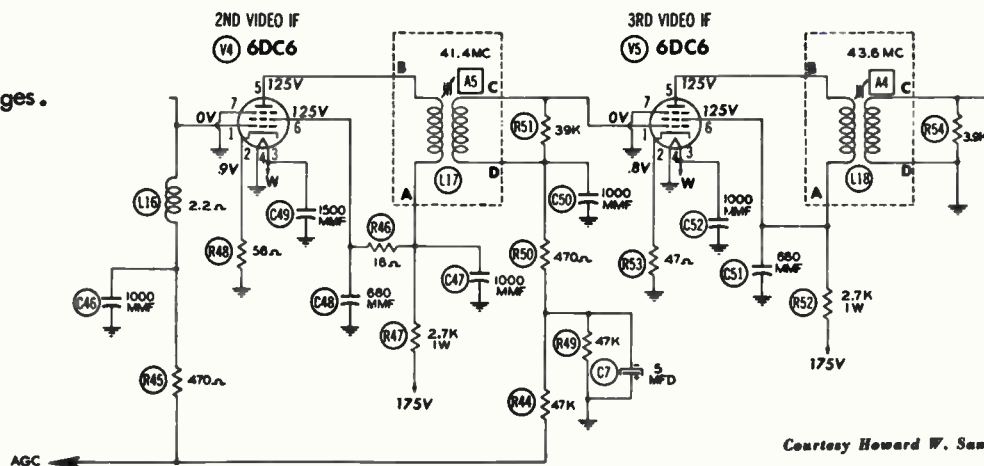 ges.
2ND VIDEO IF
V4 6DC6
3RD VIDEO IF
V5 6DC6
41.4MC
43.6MC
B
A5
C
B
A4
C
5
125V
5
125V
7
0V
1
125V
6
7
1
125V
6
R51
39K
R54
3.9K
2
4
3
2
4
3
.9V
W
A
L17
D
.8V
W
A
L18
D
L16
2.2Ω
C49
1500
MMF
C50
1000
MMF
C52
1000
MMF
R46
18Ω
R48
56Ω
R50
470Ω
R53
47Ω
C51
680
MMF
C46
1000
MMF
C48
680
MMF
C47
1000
MMF
R52
2.7K
1W
R47
2.7K
1W
R49
47K
C7
5
MFD
175V
R45
470Ω
175V
R44
47K
AGC
Courtesy Howard W. Sam